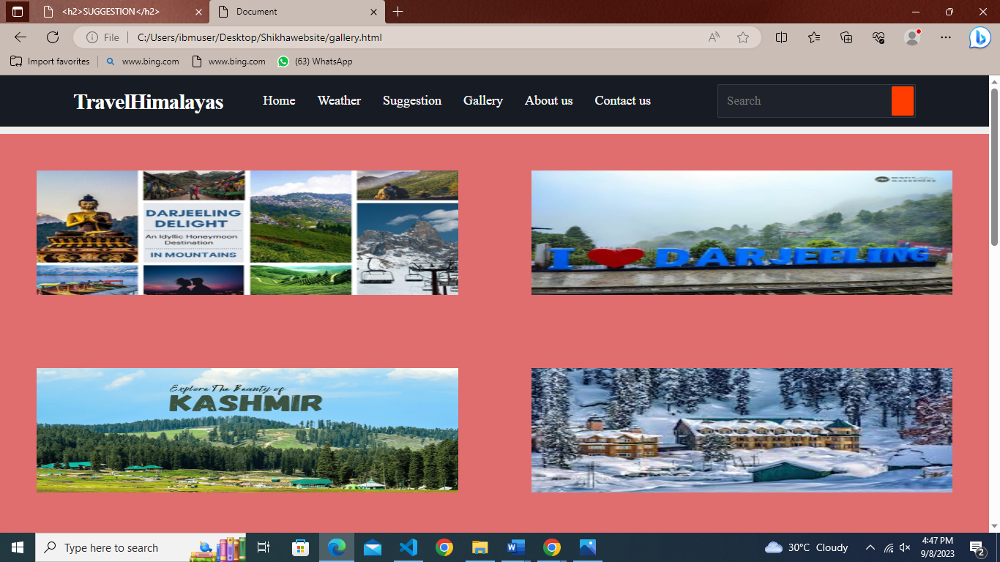 <h2>SUGGESTION</h2>
Document
File
C:/Users/ibmuser/Desktop/Shikhawebsite/gallery.html
Import favorites
www.bing.com
www.bing.com
(63) WhatsApp
TravelHimalayas
Home
Weather
Suggestion
Gallery
About us
Contact us
Search
DARJEELING
DELIGHT
An Idyllic Honeymoon
Destination
IN MOUNTAINS
I DARJEELING
Explore The Beauty of
KASHMIR
Type here to search
30°C Cloudy
4:47 PM
9/8/2023
2